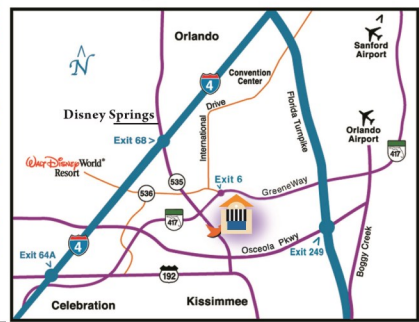 Orlando
Sanford
Airport
N
4
Convention
Center
Drive
International
Florida Turnpike
Disney Springs
Exit 68>
Orlando
Airport
417
WALT DISNEY World®
Resort
536
535
Exit 6
GreeneWay
417
4
Exit 64A
Osceola Pkwy
Exit 249
Boggy Creek
192
Celebration
Kissimmee